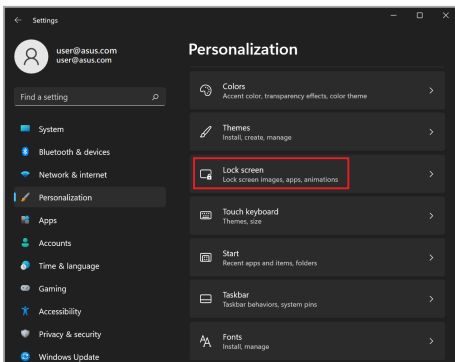 Settings
user@asus.com
user@asus.com
Find a setting
System
Bluetooth & devices
Network & internet
Personalization
Apps
Accounts
Time & language
Gaming
Accessibility
Privacy & security
Windows Update
Personalization
Colors
Accent color, transparency effects, color theme
Themes
Install, create, manage
Lock screen
Lock screen images, apps, animations
Touch keyboard
Themes, size
Start
Recent apps and items, folders
Taskbar
Taskbar behaviors, system pins
Fonts
Install, manage